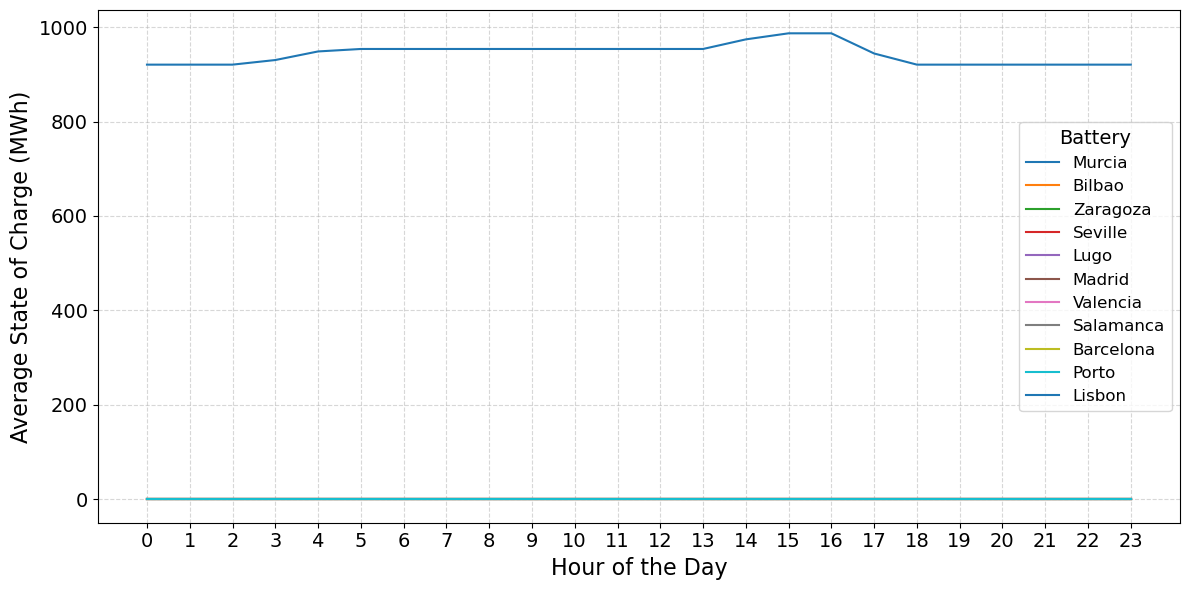 1000
800
600
400
200
0
Average State of Charge (MWh)
Battery
Murcia
Bilbao
Zaragoza
Seville
Lugo
Madrid
Valencia
Salamanca
Barcelona
Porto
Lisbon
0 1 2 3 4 5 6 7 8 9 10 11 12 13 14 15 16 17 18 19 20 21 22 23
Hour of the Day